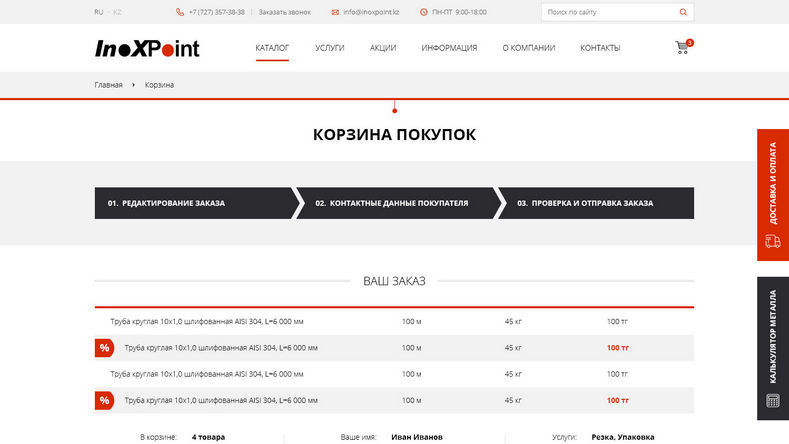 RU KZ +7 (727) 357-38-38 Заказать звонок info@inoxpoint.kz ПН-ПТ 9:00-18:00 Поиск по сайту
InoXPoint КАТАЛОГ УСЛУГИ АКЦИИ ИНФОРМАЦИЯ О КОМПАНИИ КОНТАКТЫ 3
Главная › Корзина
КОРЗИНА ПОКУПОК
ДОСТАВКА И ОПЛАТА
01. РЕДАКТИРОВАНИЕ ЗАКАЗА 02. КОНТАКТНЫЕ ДАННЫЕ ПОКУПАТЕЛЯ 03. ПРОВЕРКА И ОТПРАВКА ЗАКАЗА
ВАШ ЗАКАЗ
КАЛЬКУЛЯТОР МЕТАЛЛА
Труба круглая 10х1,0 шлифованная AISI 304, L=6 000 мм 100 м 45 кг 100 тг
% Труба круглая 10х1,0 шлифованная AISI 304, L=6 000 мм 100 м 45 кг 100 тг
Труба круглая 10х1,0 шлифованная AISI 304, L=6 000 мм 100 м 45 кг 100 тг
% Труба круглая 10х1,0 шлифованная AISI 304, L=6 000 мм 100 м 45 кг 100 тг
В корзине: 4 товара Ваше имя: Иван Иванов Услуги: Резка, Упаковка